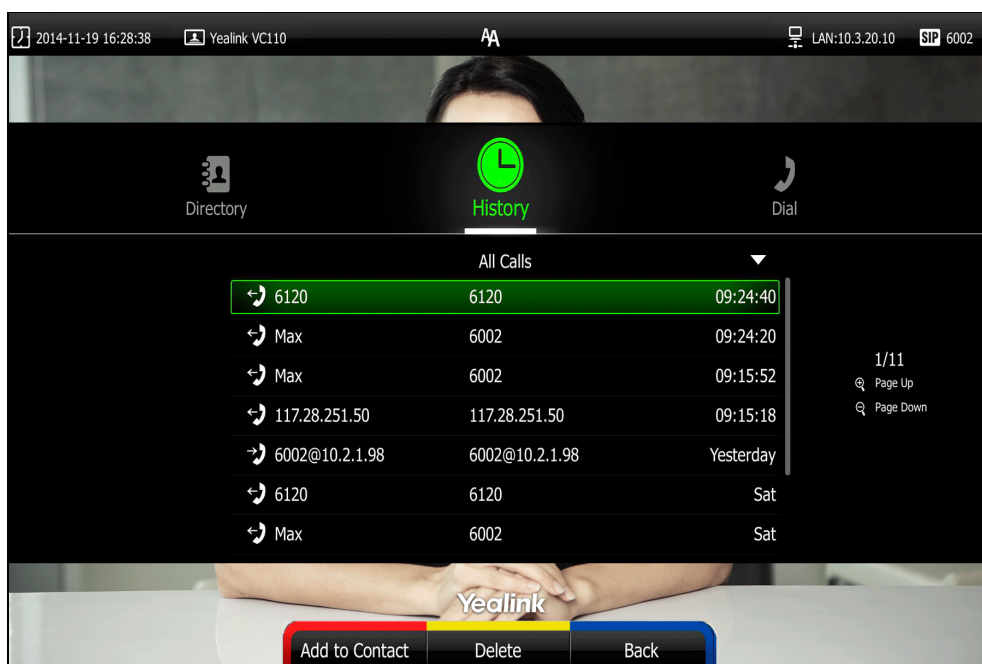 2014-11-19 16:28:38 Yealink VC110 AA LAN:10.3.20.10 SIP 6002
Directory History Dial
All Calls
6120 6120 09:24:40
Max 6002 09:24:20
Max 6002 09:15:52
117.28.251.50 117.28.251.50 09:15:18
6002@10.2.1.98 6002@10.2.1.98 Yesterday
6120 6120 Sat
Max 6002 Sat
1/11
Page Up
Page Down
Yealink
Add to Contact Delete Back